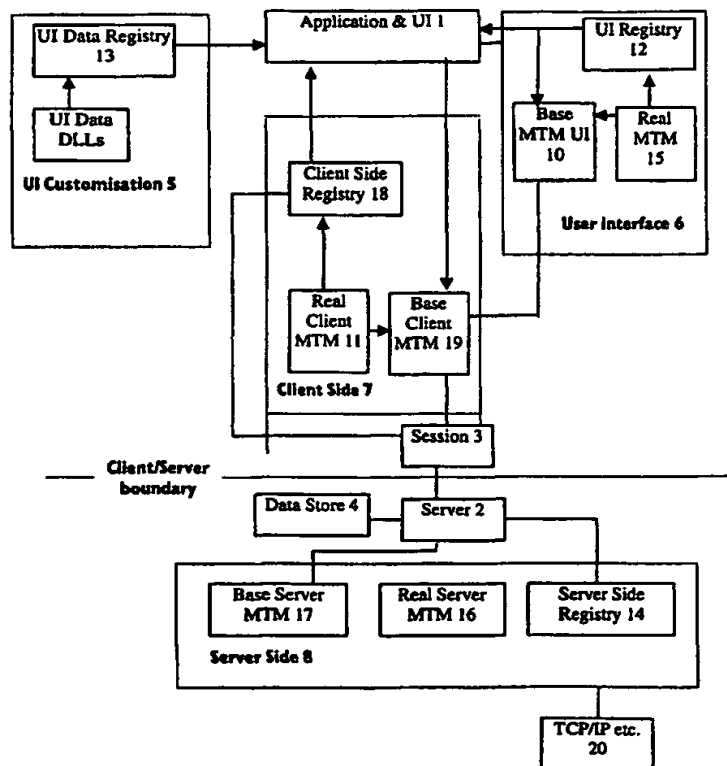 Application & UI 1
UI Data Registry
13
UI Data
DLLs
UI Customisation 5
UI Registry
12
Base
MTM UI
10
Real
MTM
15
User Interface 6
Client Side
Registry 18
Real
Client
MTM 11
Base
Client
MTM 19
Client Side 7
Session 3
Client/Server
boundary
Data Store 4
Server 2
Base Server
MTM 17
Real Server
MTM 16
Server Side
Registry 14
Server Side 8
TCP/IP etc.
20